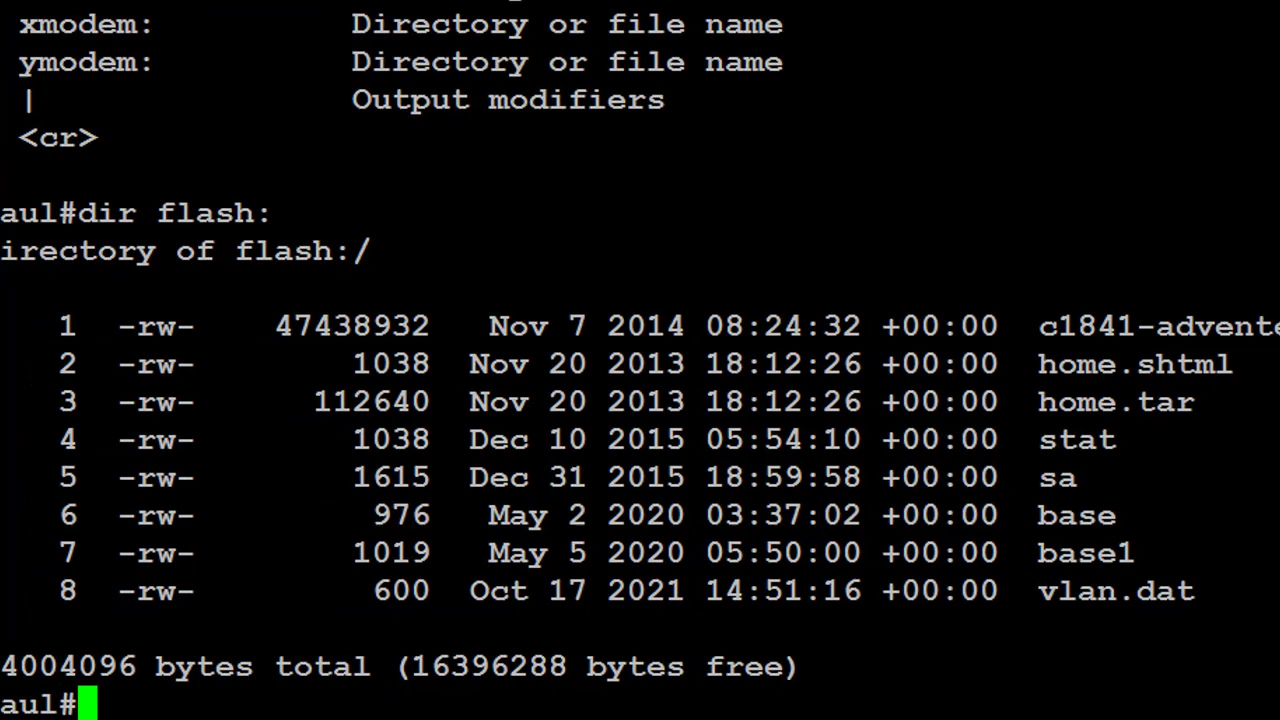 xmodem: Directory or file name
ymodem: Directory or file name
| Output modifiers
<cr>
aul#dir flash:
irectory of flash:/
1 -rw- 47438932 Nov 7 2014 08:24:32 +00:00 c1841-advente
2 -rw- 1038 Nov 20 2013 18:12:26 +00:00 home.shtml
3 -rw- 112640 Nov 20 2013 18:12:26 +00:00 home.tar
4 -rw- 1038 Dec 10 2015 05:54:10 +00:00 stat
5 -rw- 1615 Dec 31 2015 18:59:58 +00:00 sa
6 -rw- 976 May 2 2020 03:37:02 +00:00 base
7 -rw- 1019 May 5 2020 05:50:00 +00:00 base1
8 -rw- 600 Oct 17 2021 14:51:16 +00:00 vlan.dat
4004096 bytes total (16396288 bytes free)
aul#